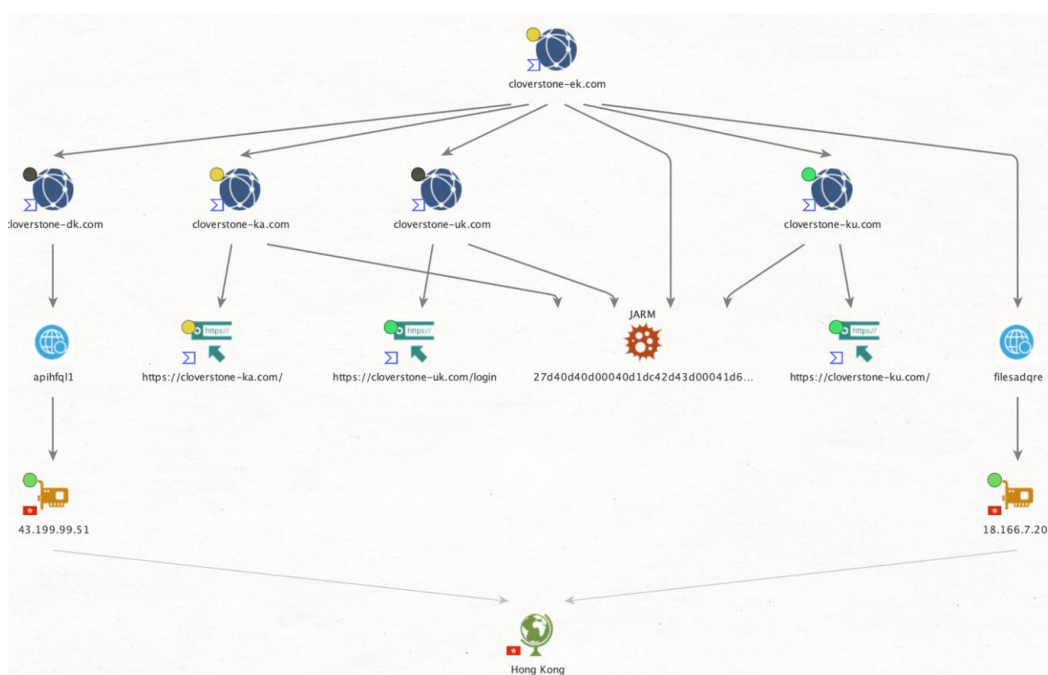 cloverstone-ek.com
cloverstone-dk.com
cloverstone-ka.com
cloverstone-uk.com
cloverstone-ku.com
JARM
https://
https://
https://
apihfql1
https://cloverstone-ka.com/
https://cloverstone-uk.com/login
27d40d40d00040d1dc42d43d00041d6...
https://cloverstone-ku.com/
filesadqre
43.199.99.51
18.166.7.20
Hong Kong